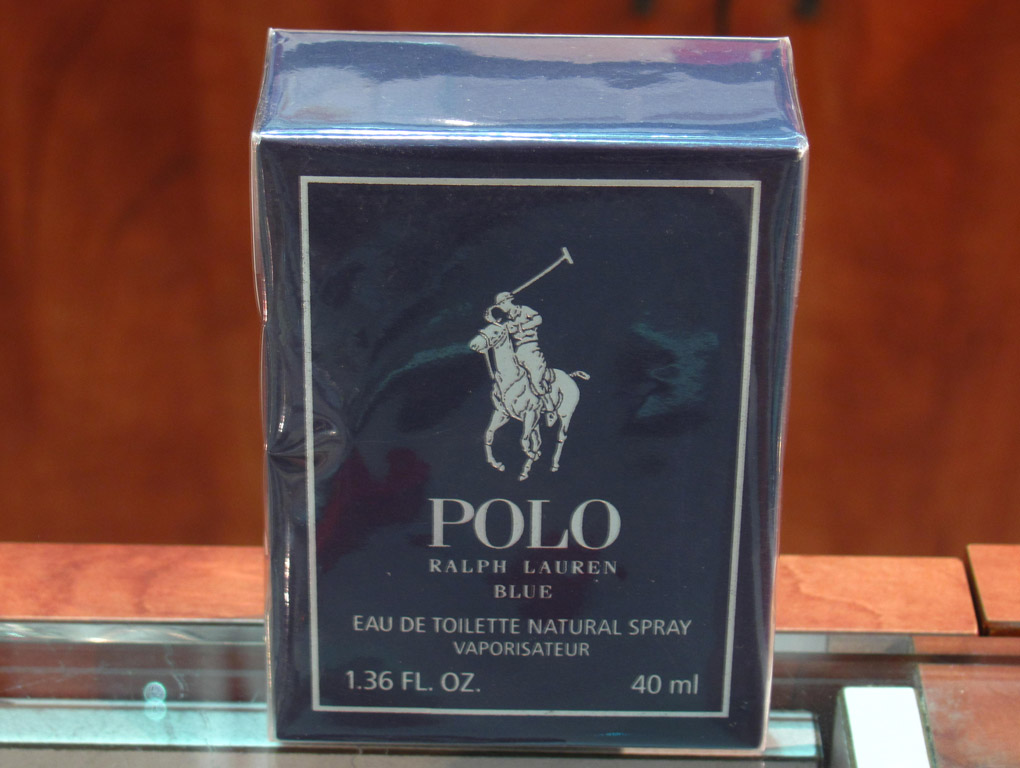 POLO
RALPH LAUREN
BLUE
EAU DE TOILETTE NATURAL SPRAY
VAPORISATEUR
1.36 FL. OZ. 40 ml